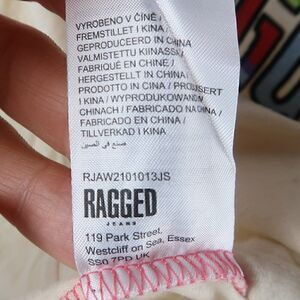 VYROBENO V ČÍNĚ /
FREMSTILLET I KINA /
GEPRODUCEERD IN CHINA
VALMISTETTU KIINASSA /
FABRIQUÉ EN CHINE /
HERGESTELLT IN CHINA /
PRODOTTO IN CINA / PRODUSERT
I KINA / WYPRODUKOWANO
CHINACH / FABRICADO NA CHINA /
FABRICADO EN CHINA /
TILLVERKAD I KINA
صنع في الصين
RJAW2101013JS
RAGGED
JEANS
119 Park Street,
Westcliff on Sea, Essex
SS0 7PD UK